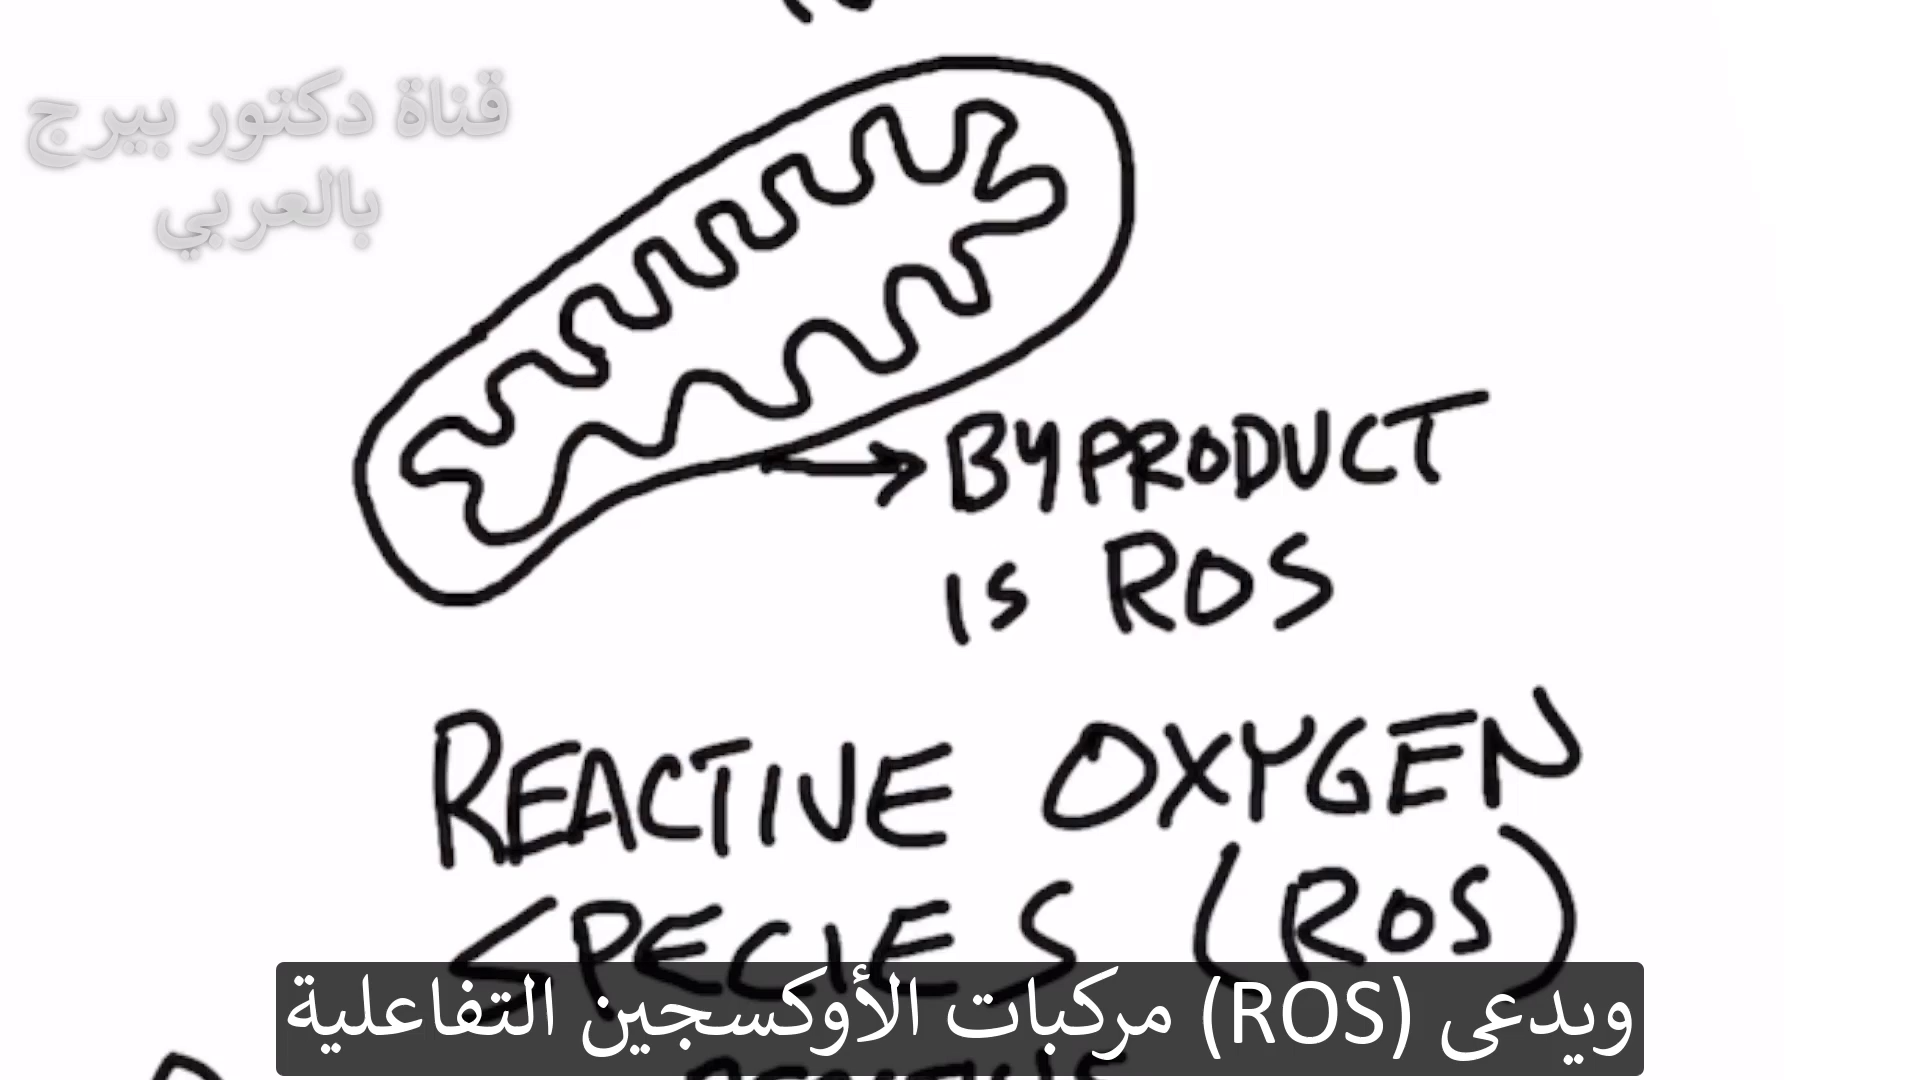 قناة دكتور بيرج
بالعربي
BYPRODUCT
IS ROS
REACTIVE OXYGEN
SPECIES (ROS)
ويدعى (ROS) مركبات الأوكسجين التفاعلية